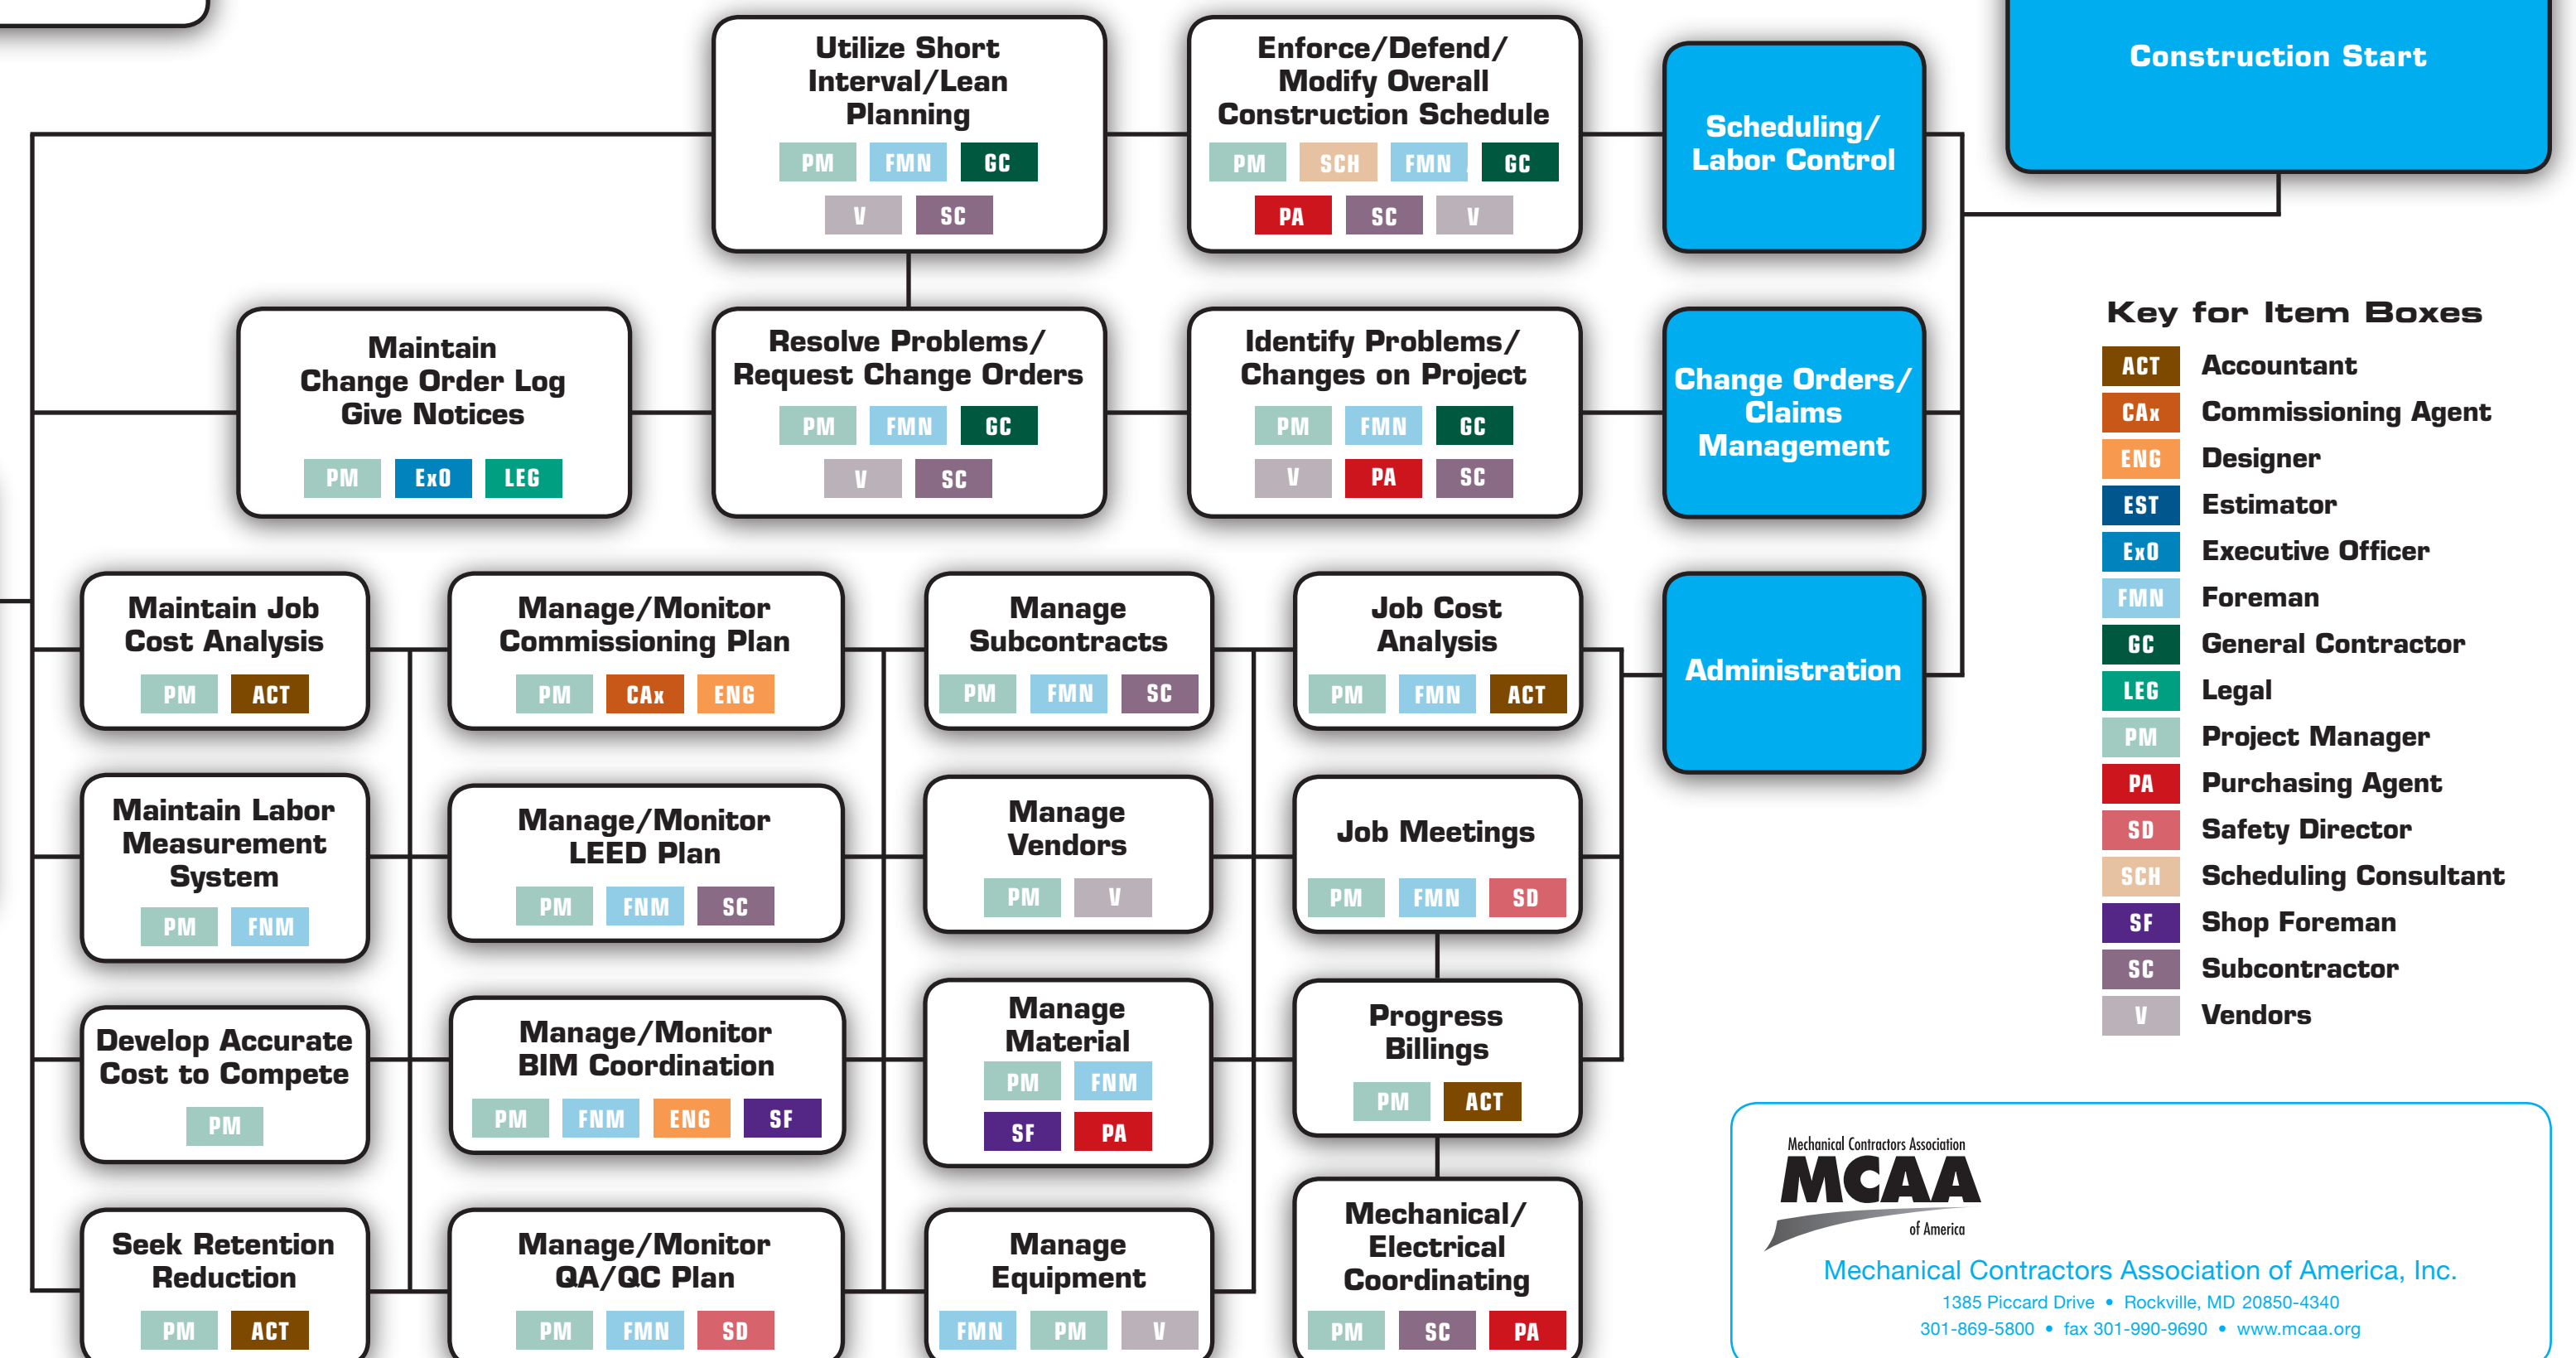 Construction Start
Utilize Short
Interval/Lean
Planning
PM FMN GC
V SC
Enforce/Defend/
Modify Overall
Construction Schedule
PM SCH FMN GC
PA SC V
Scheduling/
Labor Control
Maintain
Change Order Log
Give Notices
PM ExO LEG
Resolve Problems/
Request Change Orders
PM FMN GC
V SC
Identify Problems/
Changes on Project
PM FMN GC
V PA SC
Change Orders/
Claims
Management
Maintain Job
Cost Analysis
PM ACT
Manage/Monitor
Commissioning Plan
PM CAx ENG
Manage
Subcontracts
PM FMN SC
Job Cost
Analysis
PM FMN ACT
Administration
Maintain Labor
Measurement
System
PM FNM
Manage/Monitor
LEED Plan
PM FNM SC
Manage
Vendors
PM V
Job Meetings
PM FMN SD
Develop Accurate
Cost to Compete
PM
Manage/Monitor
BIM Coordination
PM FNM ENG SF
Manage
Material
PM FNM
SF PA
Progress
Billings
PM ACT
Seek Retention
Reduction
PM ACT
Manage/Monitor
QA/QC Plan
PM FMN SD
Manage
Equipment
FMN PM V
Mechanical/
Electrical
Coordinating
PM SC PA
Key for Item Boxes
ACT Accountant
CAx Commissioning Agent
ENG Designer
EST Estimator
ExO Executive Officer
FMN Foreman
GC General Contractor
LEG Legal
PM Project Manager
PA Purchasing Agent
SD Safety Director
SCH Scheduling Consultant
SF Shop Foreman
SC Subcontractor
V Vendors
Mechanical Contractors Association
MCAA
of America
Mechanical Contractors Association of America, Inc.
1385 Piccard Drive • Rockville, MD 20850-4340
301-869-5800 • fax 301-990-9690 • www.mcaa.org